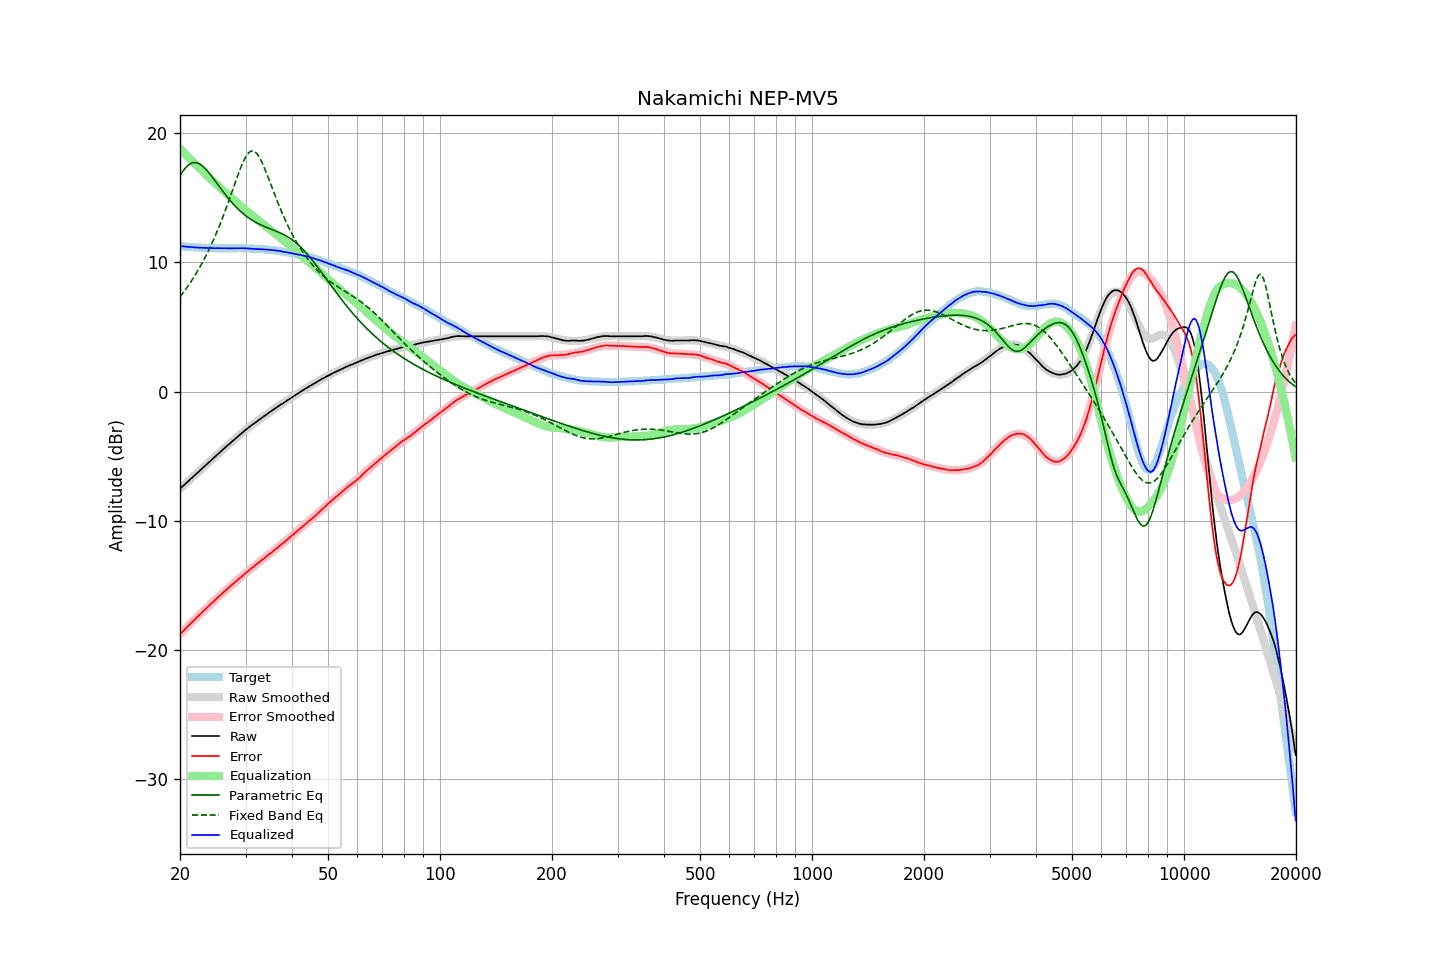 Nakamichi NEP-MV5
20
10
0
−10
−20
−30
Amplitude (dBr)
Target
Raw Smoothed
Error Smoothed
Raw
Error
Equalization
Parametric Eq
Fixed Band Eq
Equalized
20 50 100 200 500 1000 2000 5000 10000 20000
Frequency (Hz)